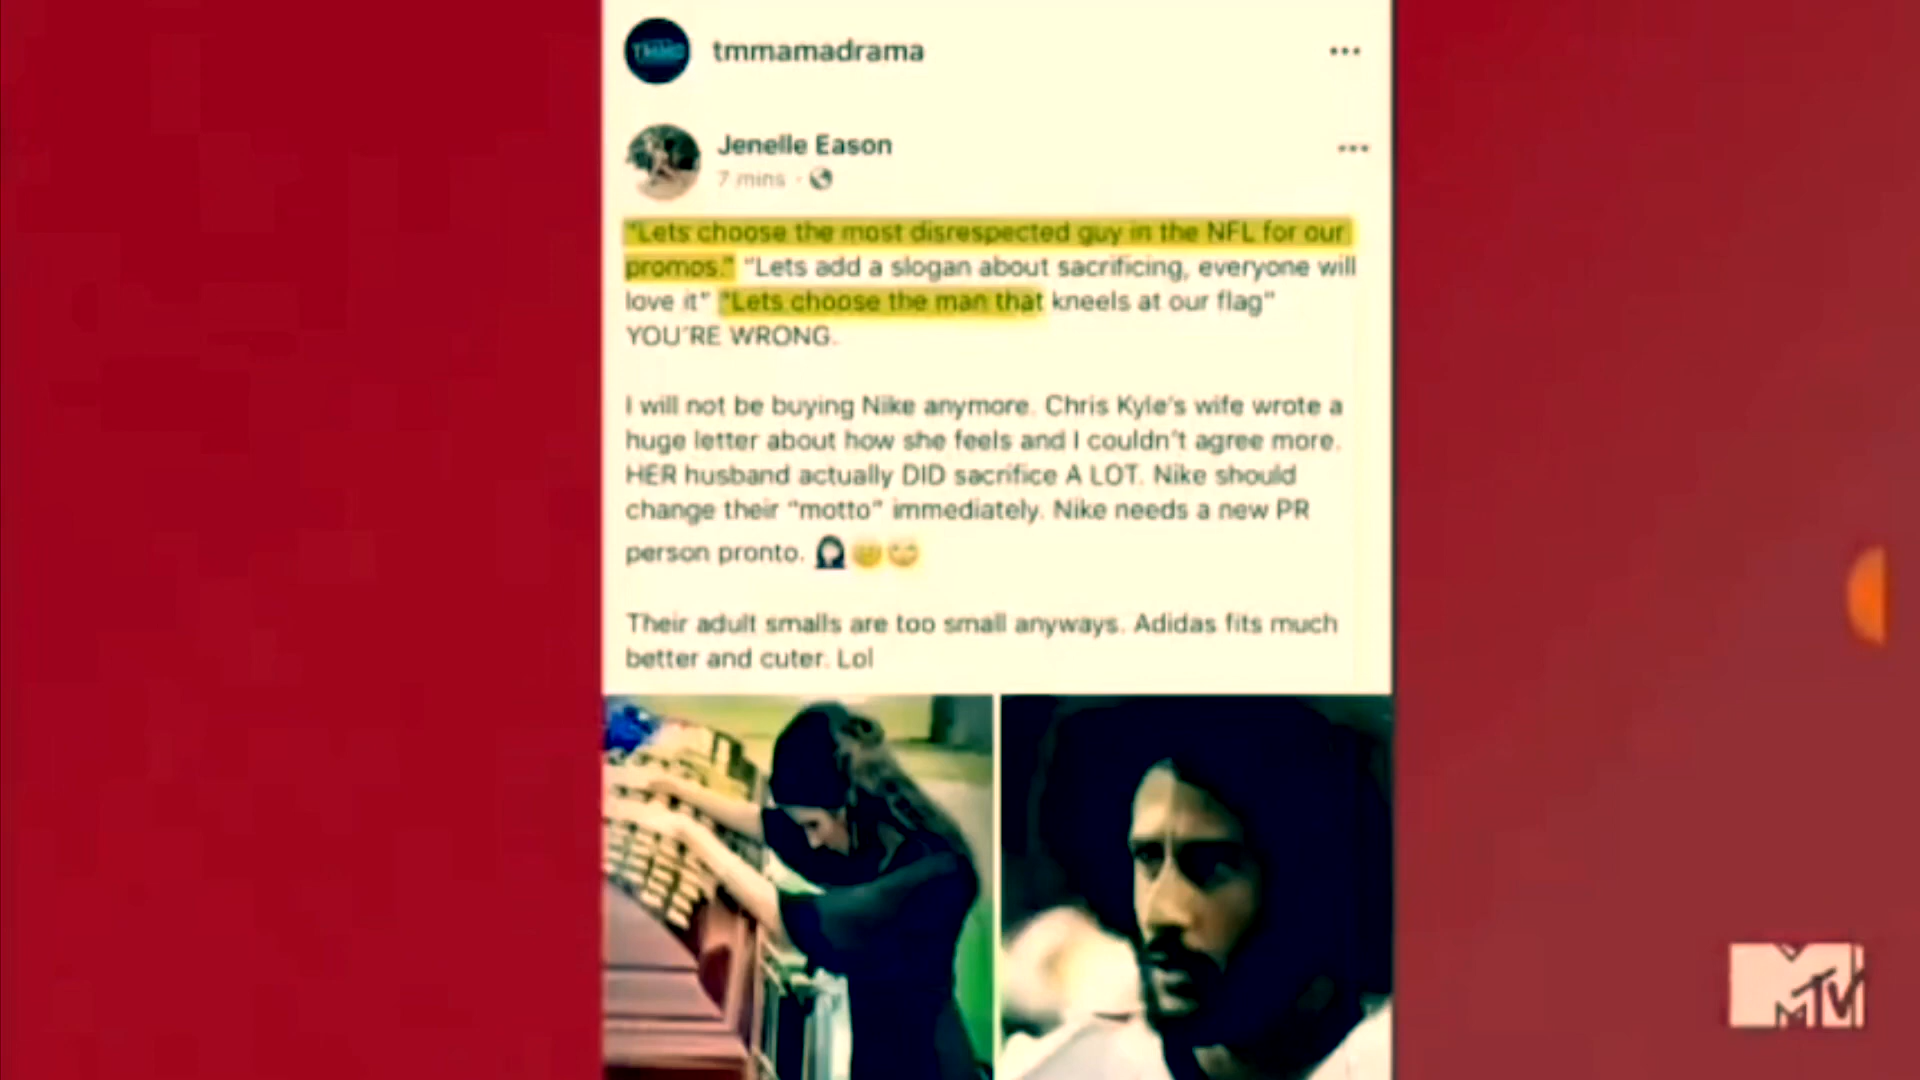 tmmamadrama
Jenelle Eason
7 mins
"Lets choose the most disrespected guy in the NFL for our
promos." "Lets add a slogan about sacrificing, everyone will
love it" "Lets choose the man that kneels at our flag"
YOU'RE WRONG.
I will not be buying Nike anymore. Chris Kyle's wife wrote a
huge letter about how she feels and I couldn't agree more.
HER husband actually DID sacrifice A LOT. Nike should
change their "motto" immediately. Nike needs a new PR
person pronto.
Their adult smalls are too small anyways. Adidas fits much
better and cuter. Lol
MTV